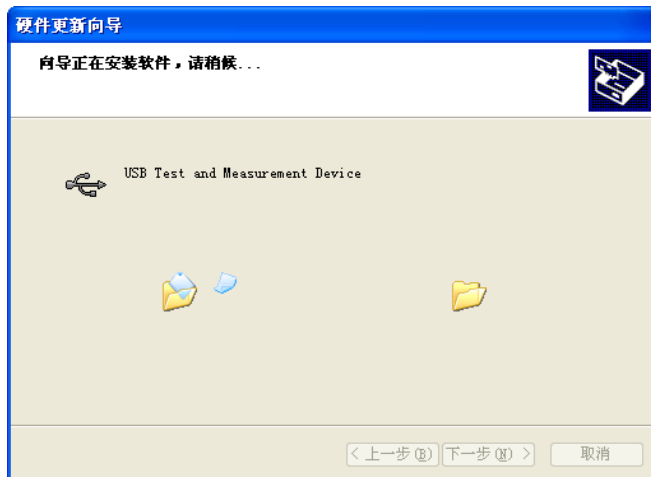 硬件更新向导
向导正在安装软件，请稍候...
USB Test and Measurement Device
< 上一步(B) 下一步(N) > 取消